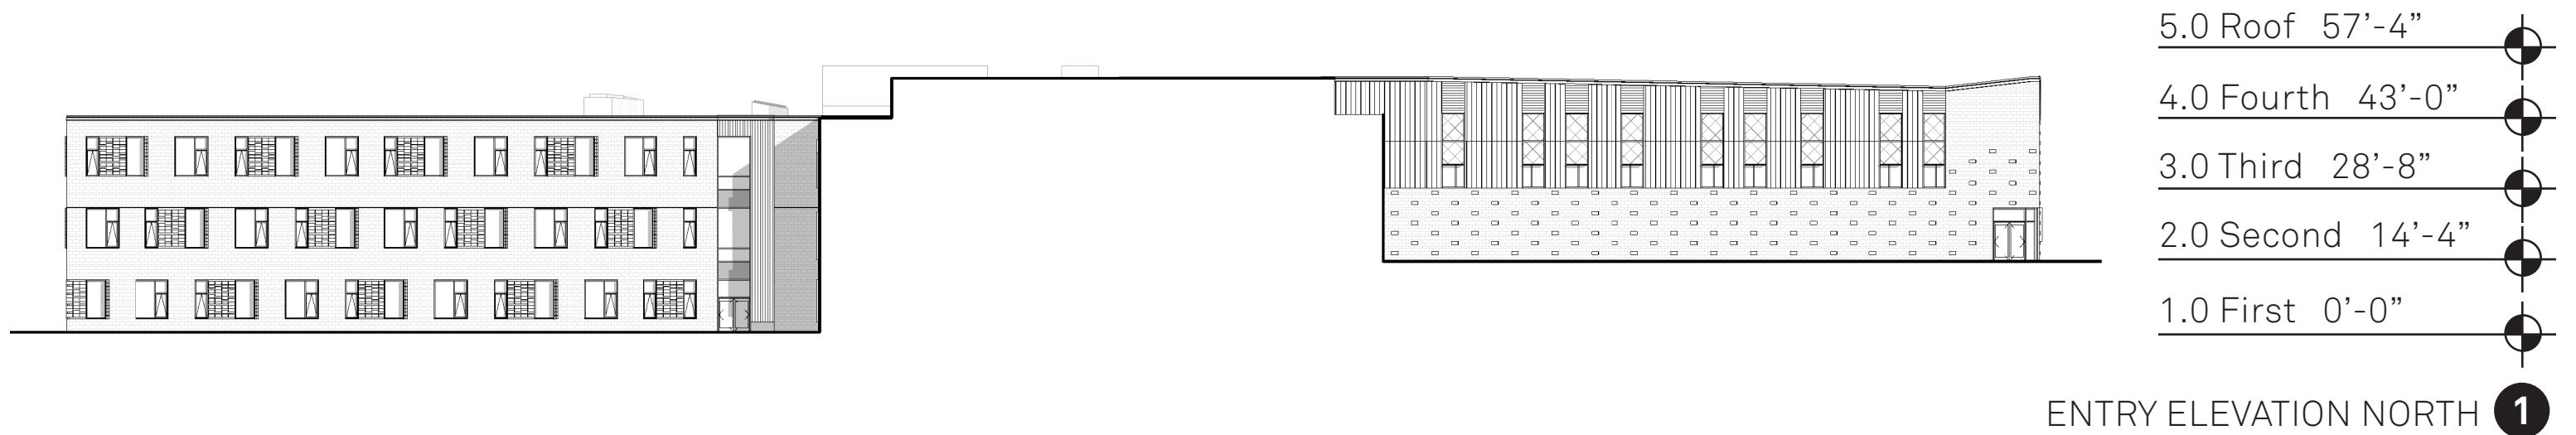 5.0 Roof 57’-4”
4.0 Fourth 43’-0”
3.0 Third 28’-8”
2.0 Second 14’-4”
1.0 First 0’-0”
ENTRY ELEVATION NORTH 1